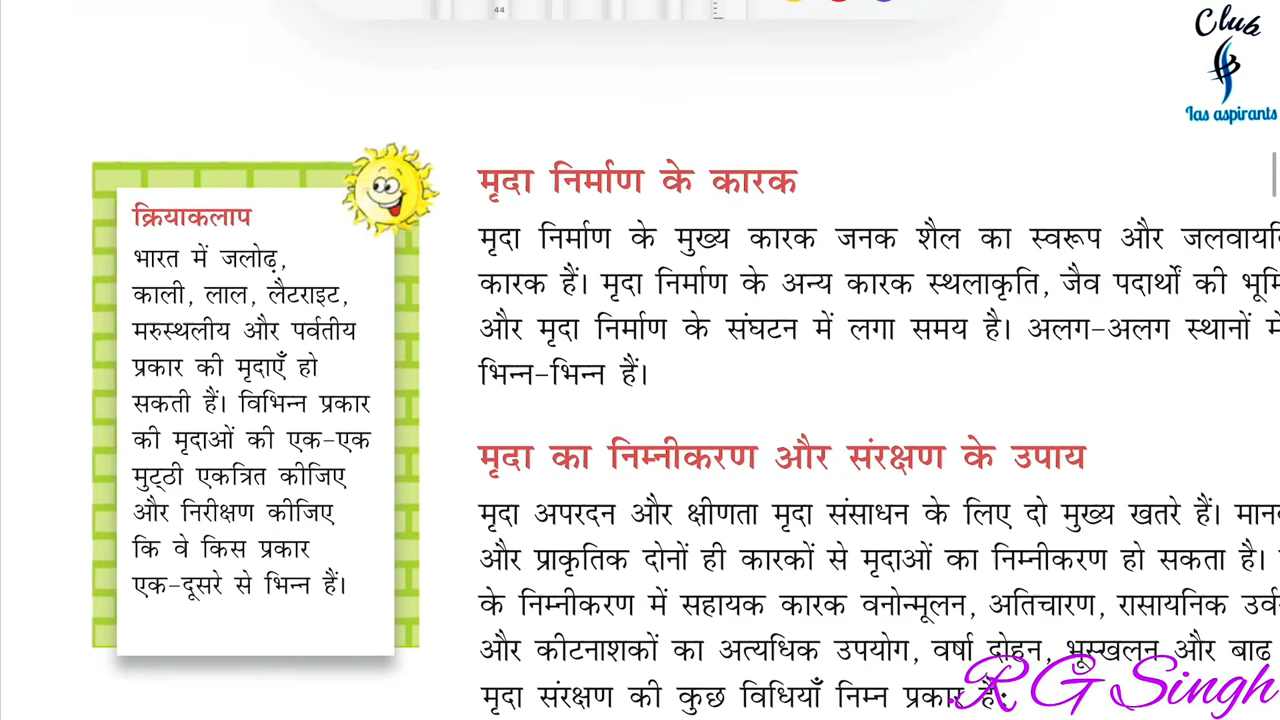 44
Club
Ias aspirants
क्रियाकलाप
भारत में जलोढ़,
काली, लाल, लैटराइट,
मरुस्थलीय और पर्वतीय
प्रकार की मृदाएँ हो
सकती हैं। विभिन्न प्रकार
की मृदाओं की एक-एक
मुट्ठी एकत्रित कीजिए
और निरीक्षण कीजिए
कि वे किस प्रकार
एक-दूसरे से भिन्न हैं।
मृदा निर्माण के कारक
मृदा निर्माण के मुख्य कारक जनक शैल का स्वरूप और
कारक हैं। मृदा निर्माण के अन्य कारक स्थलाकृति, जैव पदार्थों की
और मृदा निर्माण के संघटन में लगा समय है। अलग-अलग स्थानों
भिन्न-भिन्न हैं।
मृदा का निम्नीकरण और संरक्षण के उपाय
मृदा अपरदन और क्षीणता मृदा संसाधन के लिए दो मुख्य खतरे हैं।
और प्राकृतिक दोनों ही कारकों से मृदाओं का निम्नीकरण हो सकता है।
के निम्नीकरण में सहायक कारक वनोन्मूलन, अतिचारण, रासायनिक
और कीटनाशकों का अत्यधिक उपयोग, वर्षा दोहन, भूस्खलन और बाढ
मृदा संरक्षण की कुछ विधियाँ निम्न प्रकार हैं:
RG Singh